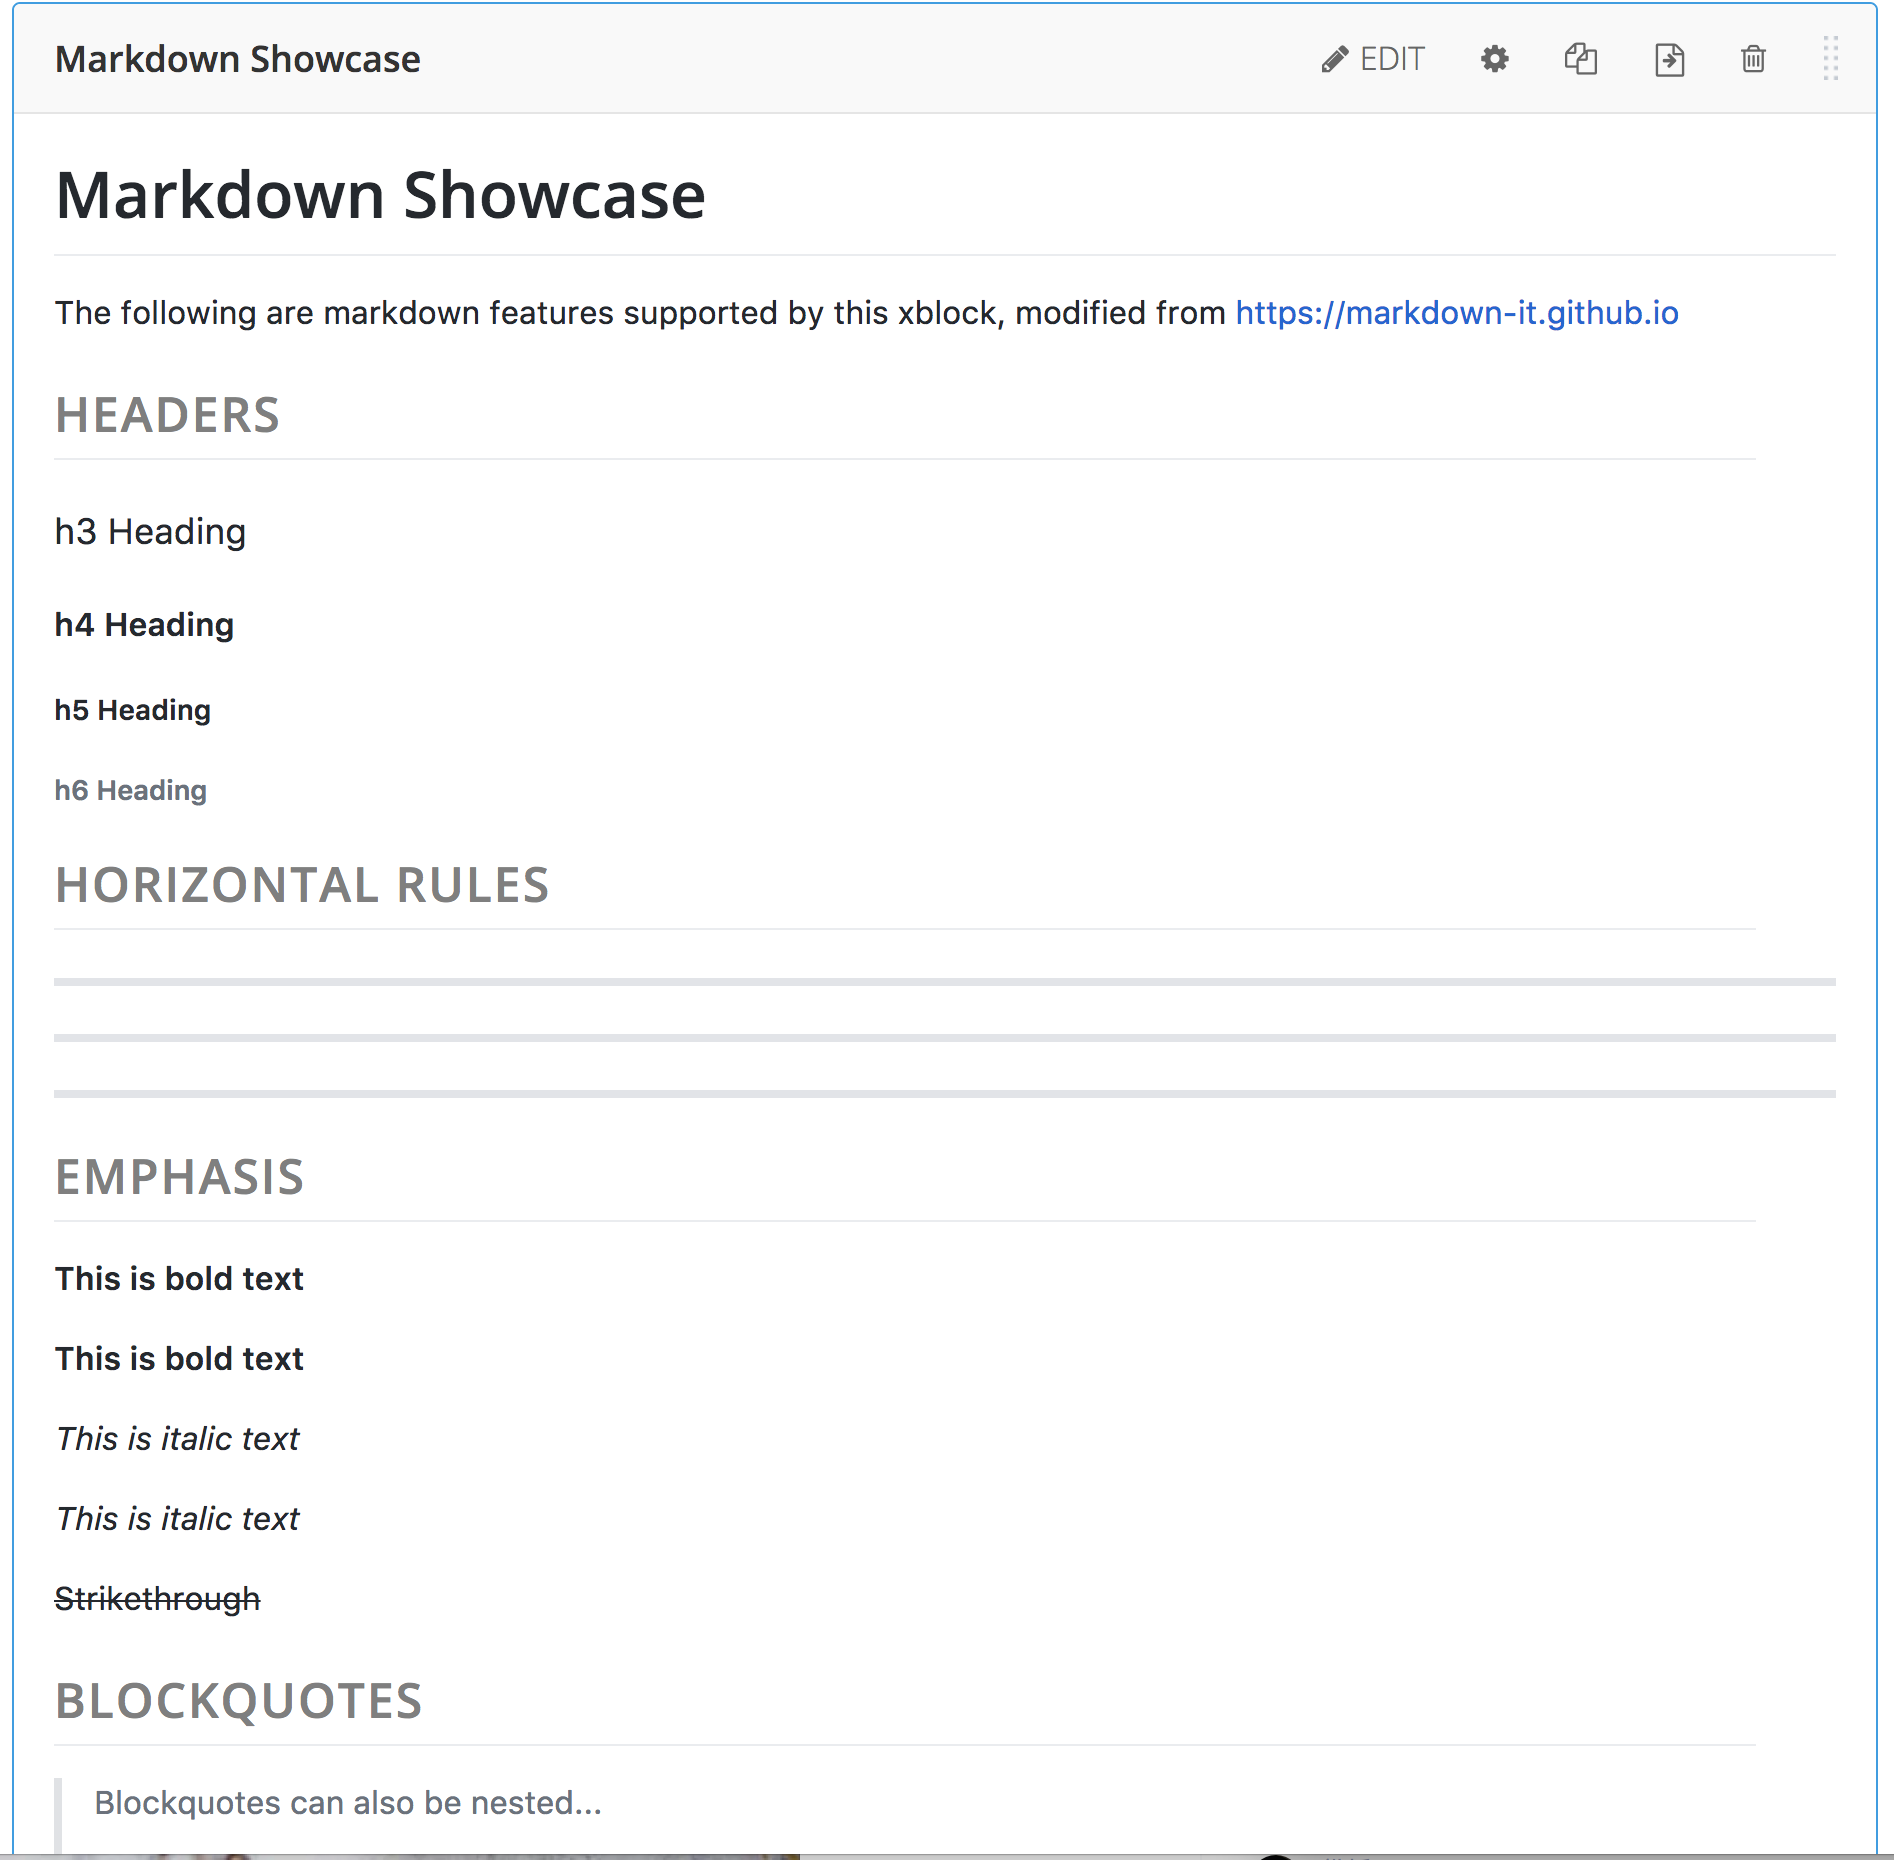 Markdown Showcase EDIT
Markdown Showcase
The following are markdown features supported by this xblock, modified from https://markdown-it.github.io
HEADERS
h3 Heading
h4 Heading
h5 Heading
h6 Heading
HORIZONTAL RULES
EMPHASIS
This is bold text
This is bold text
This is italic text
This is italic text
Strikethrough
BLOCKQUOTES
Blockquotes can also be nested...